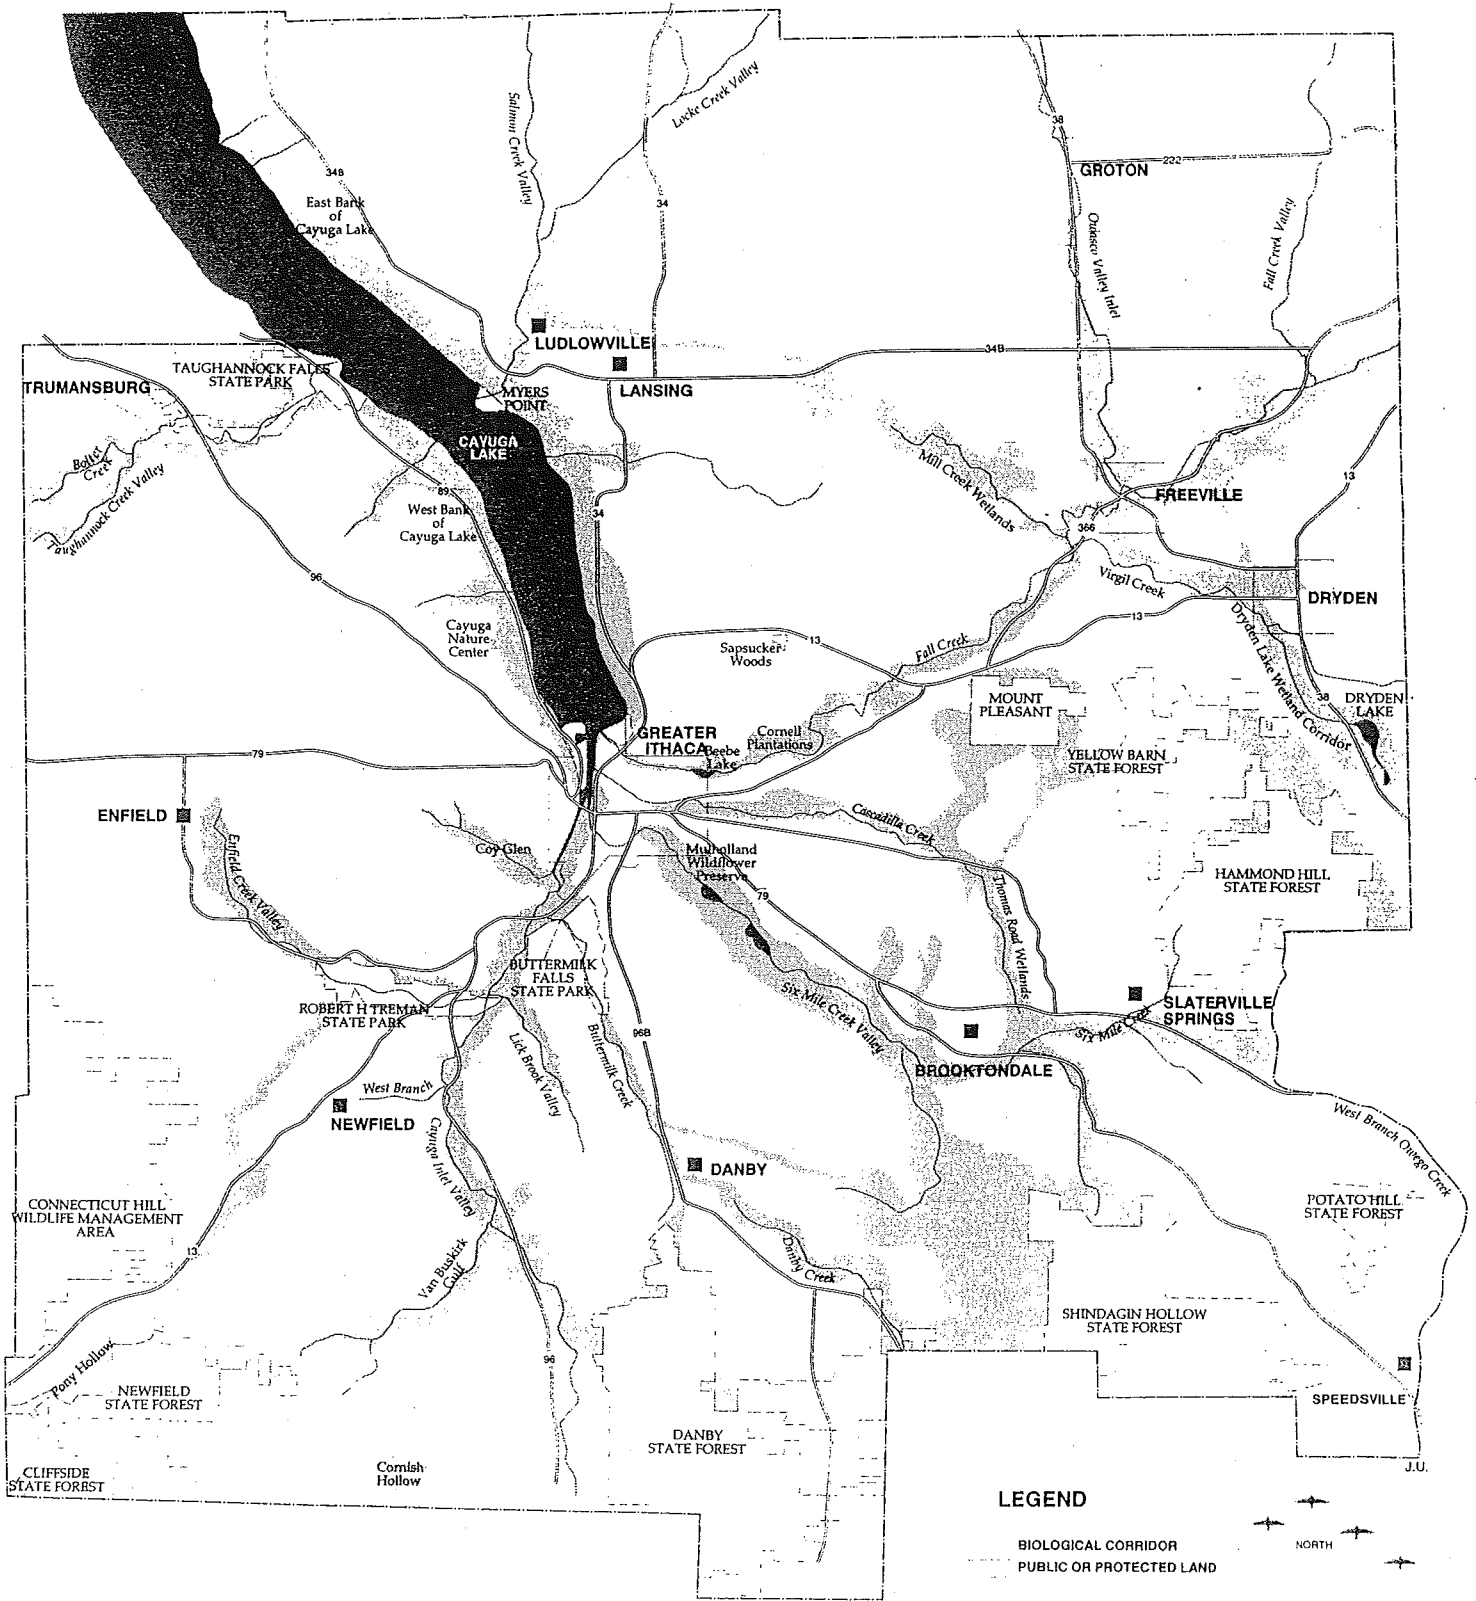 Salmon Creek Valley
Locke Creek Valley
38
222
GROTON
34B
34
East Bank
of
Cayuga Lake
Owasco Valley Inlet
Fall Creek Valley
LUDLOWVILLE
LANSING
34B
TRUMANSBURG
TAUGHANNOCK FALLS
STATE PARK
MYERS
POINT
CAYUGA
LAKE
Bolter
Creek
Taughannock Creek Valley
89
West Bank
of
Cayuga Lake
34
Mill Creek Wetlands
FREEVILLE
13
366
96
Virgil Creek
DRYDEN
13
Cayuga
Nature
Center
Sapsucker
Woods
13
Fall Creek
Dryden Lake Wetland Corridor
38
DRYDEN
LAKE
MOUNT
PLEASANT
GREATER
ITHACA
Beebe
Lake
Cornell
Plantations
YELLOW BARN
STATE FOREST
79
ENFIELD
Enfield Creek Valley
Coy Glen
Mulholland
Wildflower
Preserve
Cascadilla Creek
79
HAMMOND HILL
STATE FOREST
Thomas Road Wetlands
BUTTERMILK
FALLS
STATE PARK
ROBERT H TREMAN
STATE PARK
Six Mile Creek Valley
SLATERVILLE
SPRINGS
Six Mile Creek
96B
Lick Brook Valley
Buttermilk Creek
BROOKTONDALE
West Branch
NEWFIELD
Cayuga Inlet Valley
West Branch Owego Creek
DANBY
CONNECTICUT HILL
WILDLIFE MANAGEMENT
AREA
POTATO HILL
STATE FOREST
13
Van Buskirk
Gulf
Danby Creek
SHINDAGIN HOLLOW
STATE FOREST
Pony Hollow
96
NEWFIELD
STATE FOREST
SPEEDSVILLE
DANBY
STATE FOREST
CLIFFSIDE
STATE FOREST
Cornish
Hollow
J.U.
LEGEND
BIOLOGICAL CORRIDOR
PUBLIC OR PROTECTED LAND
NORTH